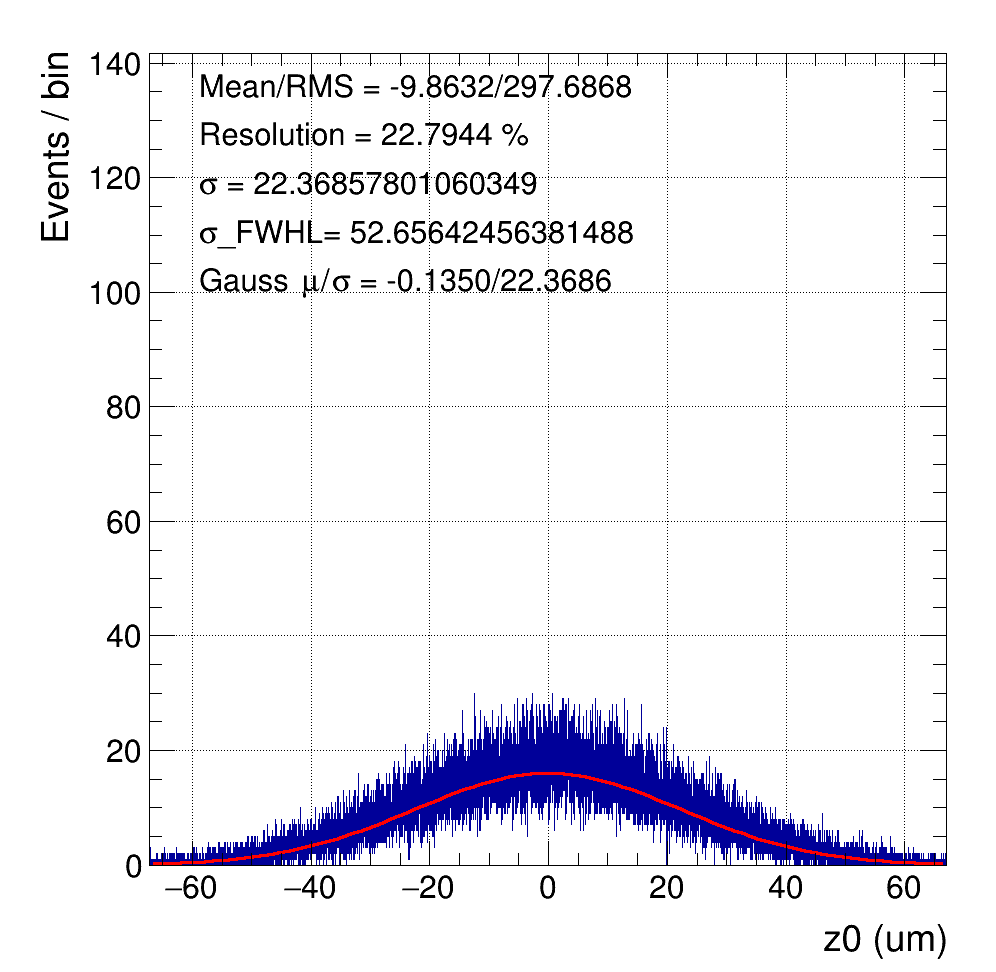 Events / bin
140
120
100
80
60
40
20
0
Mean/RMS = -9.8632/297.6868
Resolution = 22.7944 %
σ = 22.36857801060349
σ_FWHL= 52.65642456381488
Gauss μ/σ = -0.1350/22.3686
−60 −40 −20 0 20 40 60
z0 (um)